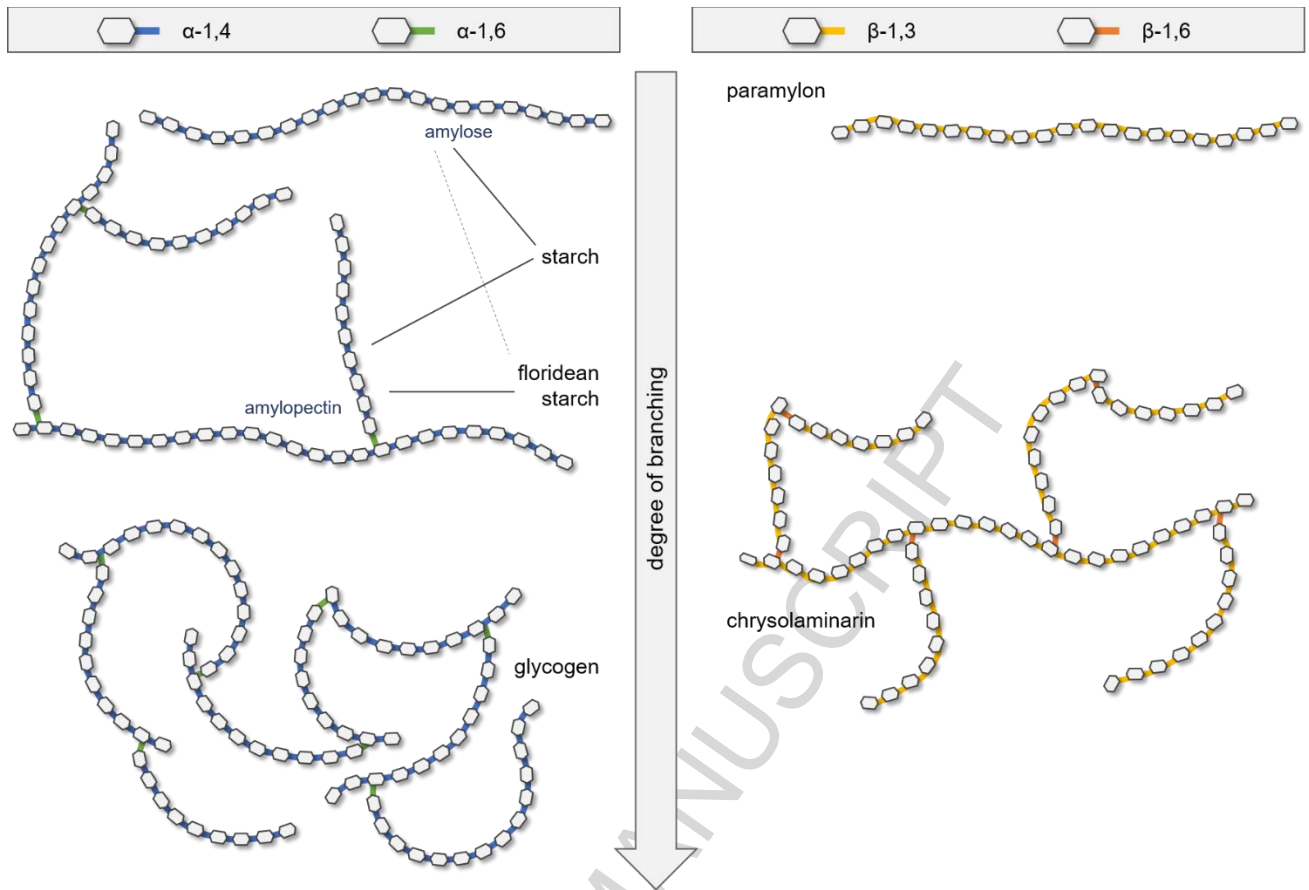 α-1,4
α-1,6
β-1,3
β-1,6
paramylon
amylose
starch
floridean
starch
amylopectin
degree of branching
chrysolaminarin
glycogen
MANUSCRIPT